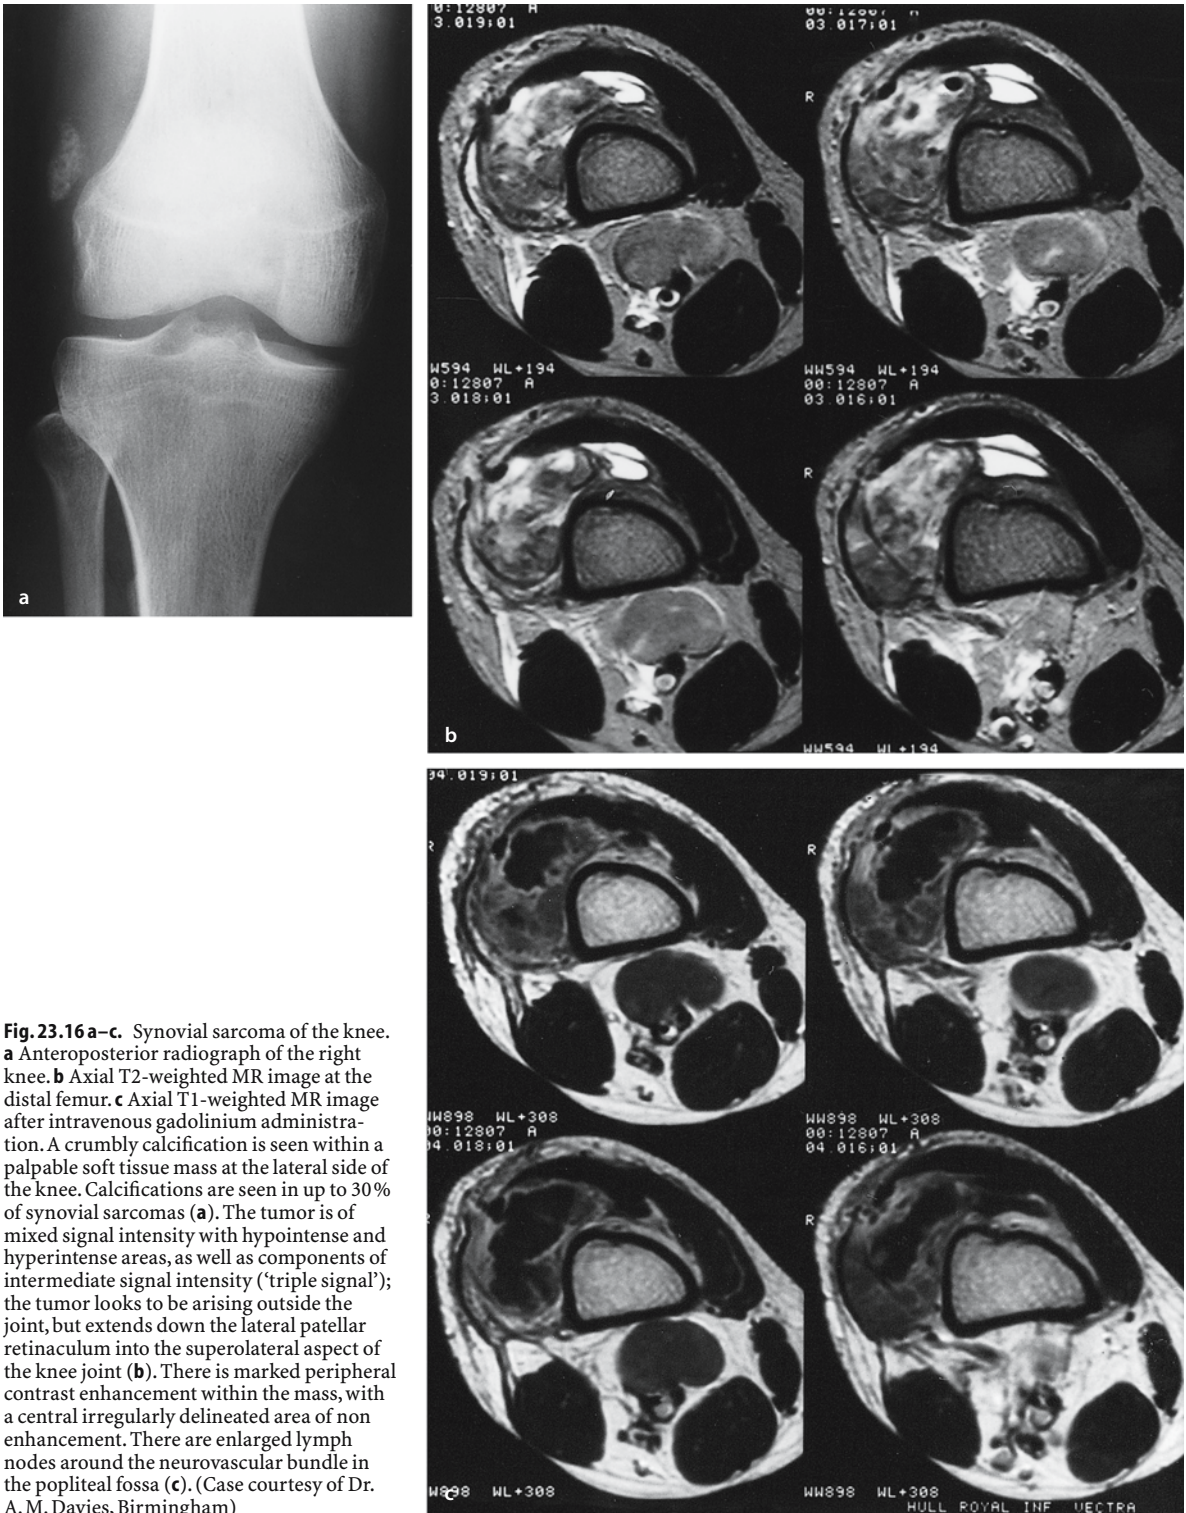 a
0:12807 A
3.019:01
00:12807 A
03.017:01
R
W594 WL+194
0:12807 A
3.018:01
WW594 WL+194
00:12807 A
03.016:01
R
b
WW594 WL+194
04.019:01
R
R
WW898 WL+308
00:12807 A
04.018:01
WW898 WL+308
00:12807 A
04.016:01
R
c
W898 WL+308
WW898 WL+308
HULL ROYAL INF VECTRA
Fig. 23.16 a–c. Synovial sarcoma of the knee.
a Anteroposterior radiograph of the right
knee. b Axial T2-weighted MR image at the
distal femur. c Axial T1-weighted MR image
after intravenous gadolinium administra-
tion. A crumbly calcification is seen within a
palpable soft tissue mass at the lateral side of
the knee. Calcifications are seen in up to 30%
of synovial sarcomas (a). The tumor is of
mixed signal intensity with hypointense and
hyperintense areas, as well as components of
intermediate signal intensity (‘triple signal’);
the tumor looks to be arising outside the
joint, but extends down the lateral patellar
retinaculum into the superolateral aspect of
the knee joint (b). There is marked peripheral
contrast enhancement within the mass, with
a central irregularly delineated area of non
enhancement. There are enlarged lymph
nodes around the neurovascular bundle in
the popliteal fossa (c). (Case courtesy of Dr.
A. M. Davies, Birmingham)